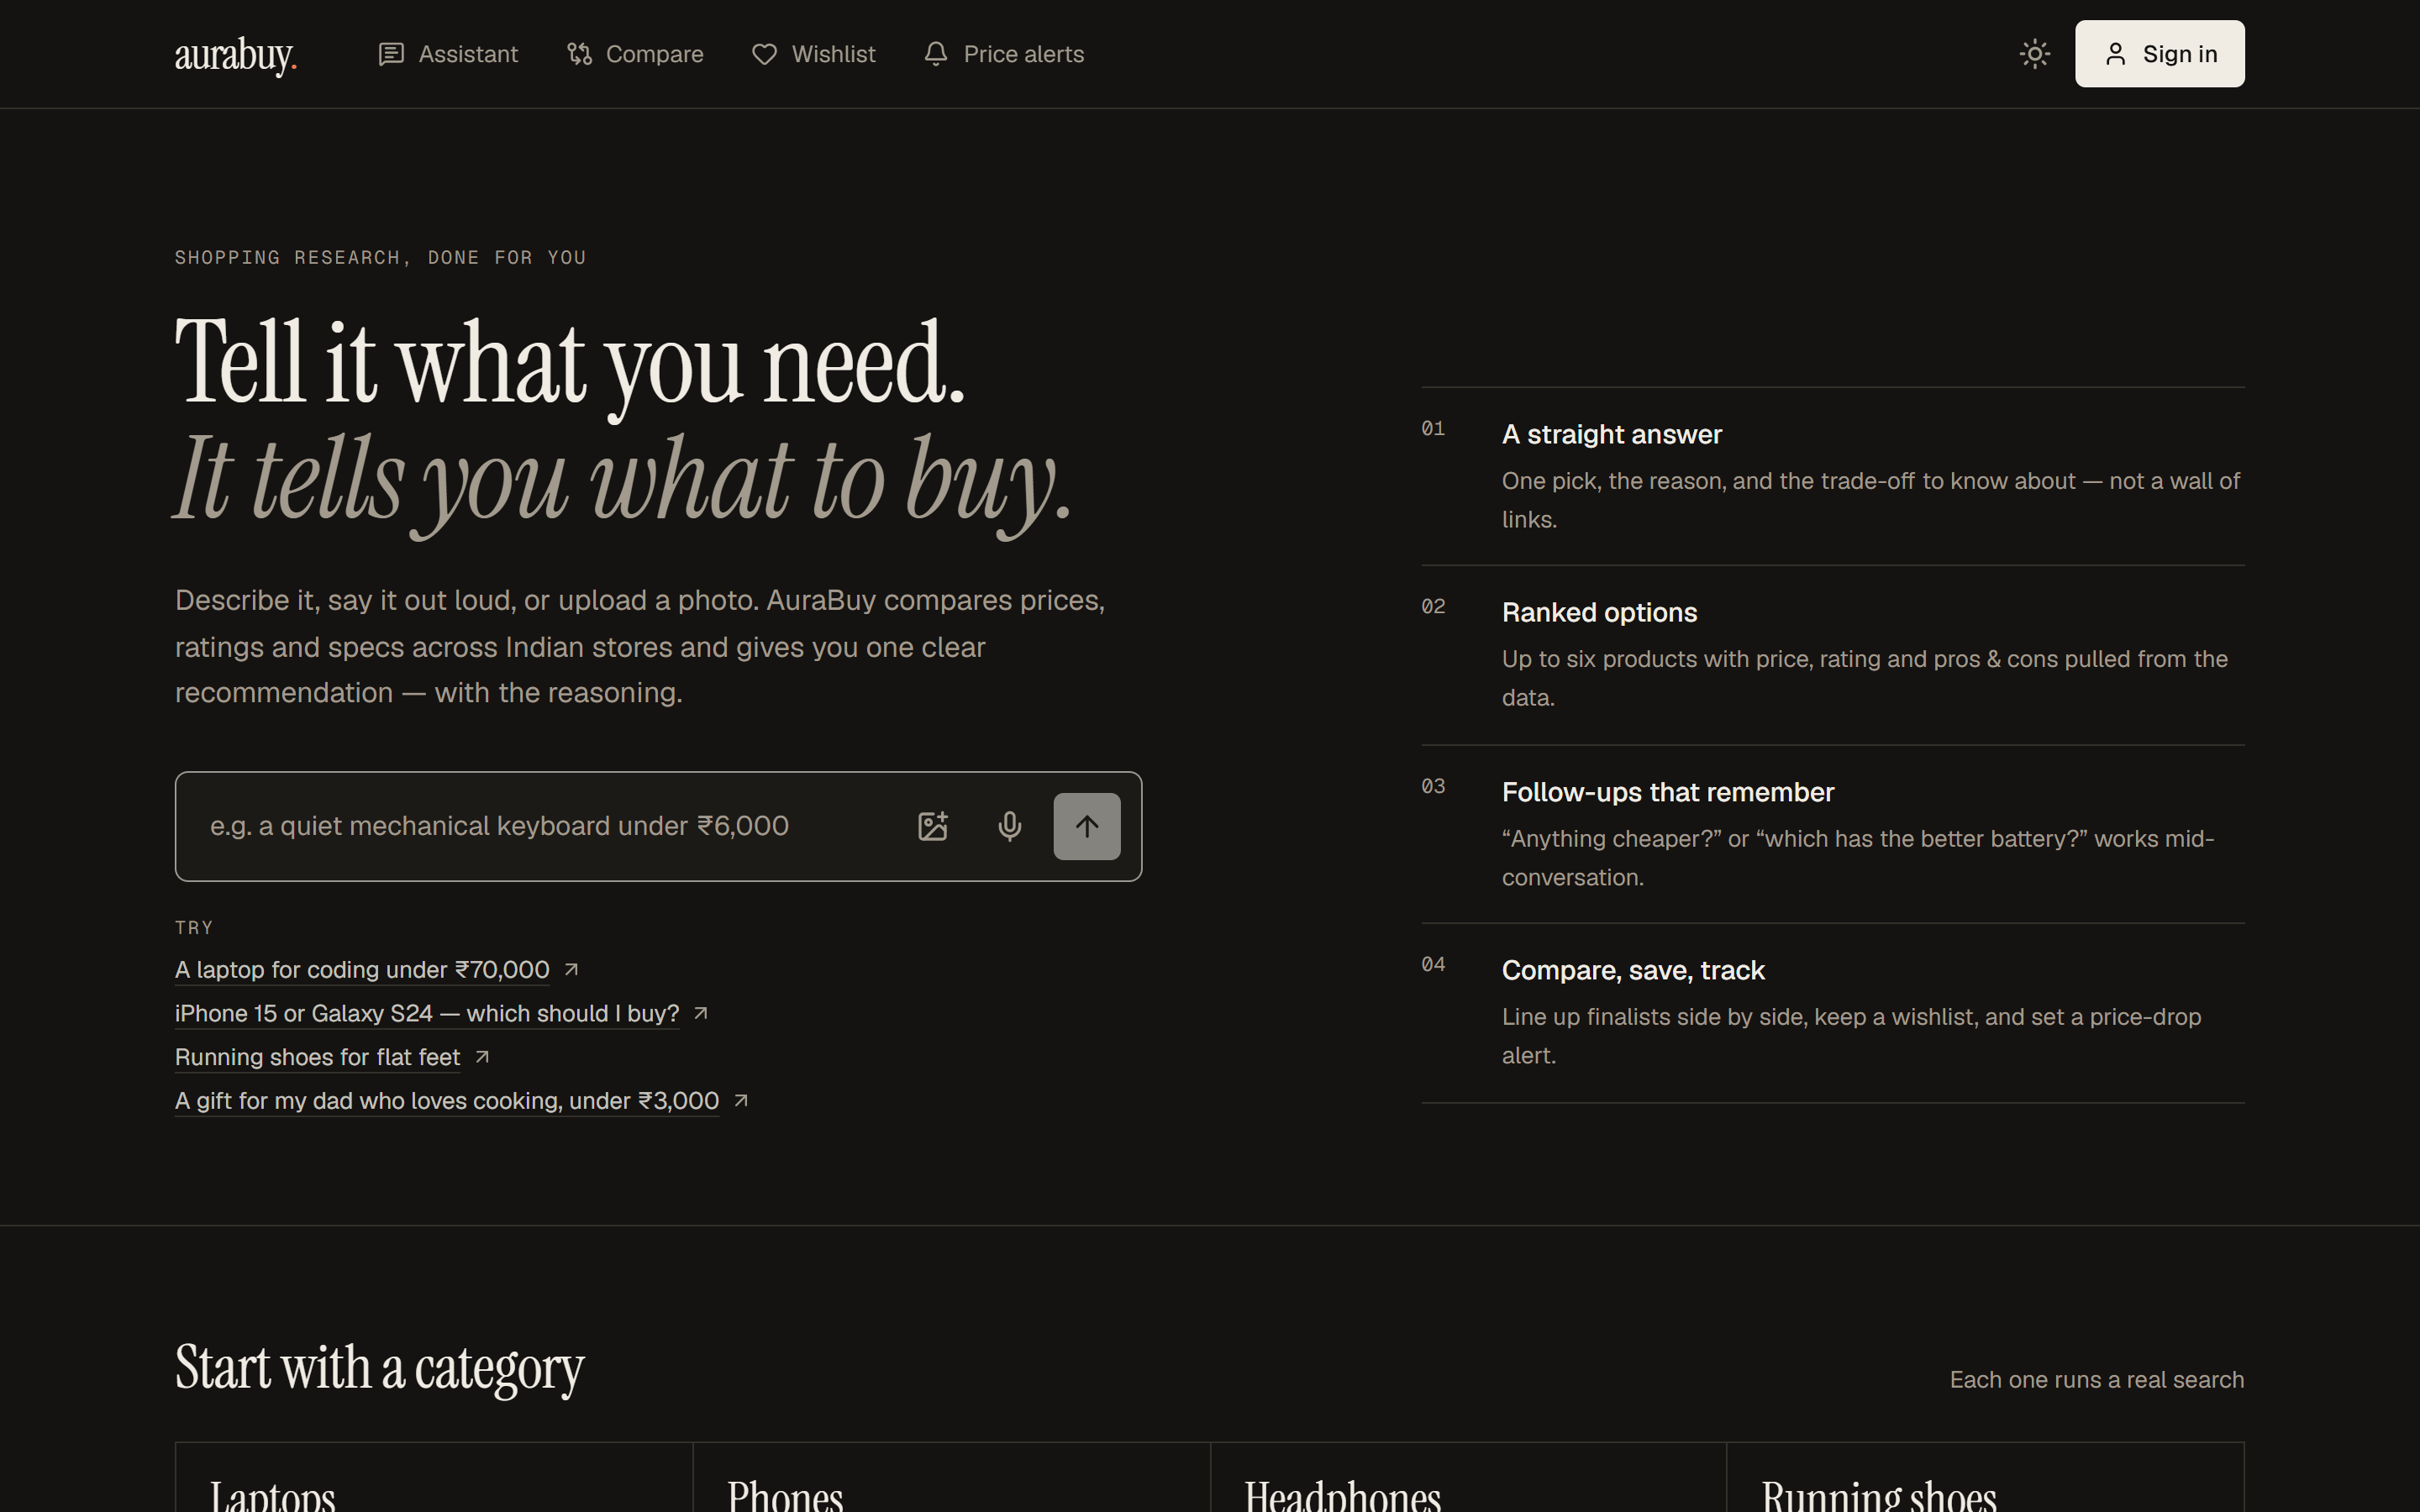 aurabuy.
Assistant
Compare
Wishlist
Price alerts
Sign in
SHOPPING RESEARCH, DONE FOR YOU
Tell it what you need.
It tells you what to buy.
Describe it, say it out loud, or upload a photo. AuraBuy compares prices,
ratings and specs across Indian stores and gives you one clear
recommendation — with the reasoning.
e.g. a quiet mechanical keyboard under ₹6,000
TRY
A laptop for coding under ₹70,000
iPhone 15 or Galaxy S24 — which should I buy?
Running shoes for flat feet
A gift for my dad who loves cooking, under ₹3,000
01
A straight answer
One pick, the reason, and the trade-off to know about — not a wall of
links.
02
Ranked options
Up to six products with price, rating and pros & cons pulled from the
data.
03
Follow-ups that remember
“Anything cheaper?” or “which has the better battery?” works mid-
conversation.
04
Compare, save, track
Line up finalists side by side, keep a wishlist, and set a price-drop
alert.
Start with a category
Each one runs a real search
Laptops
Phones
Headphones
Running shoes